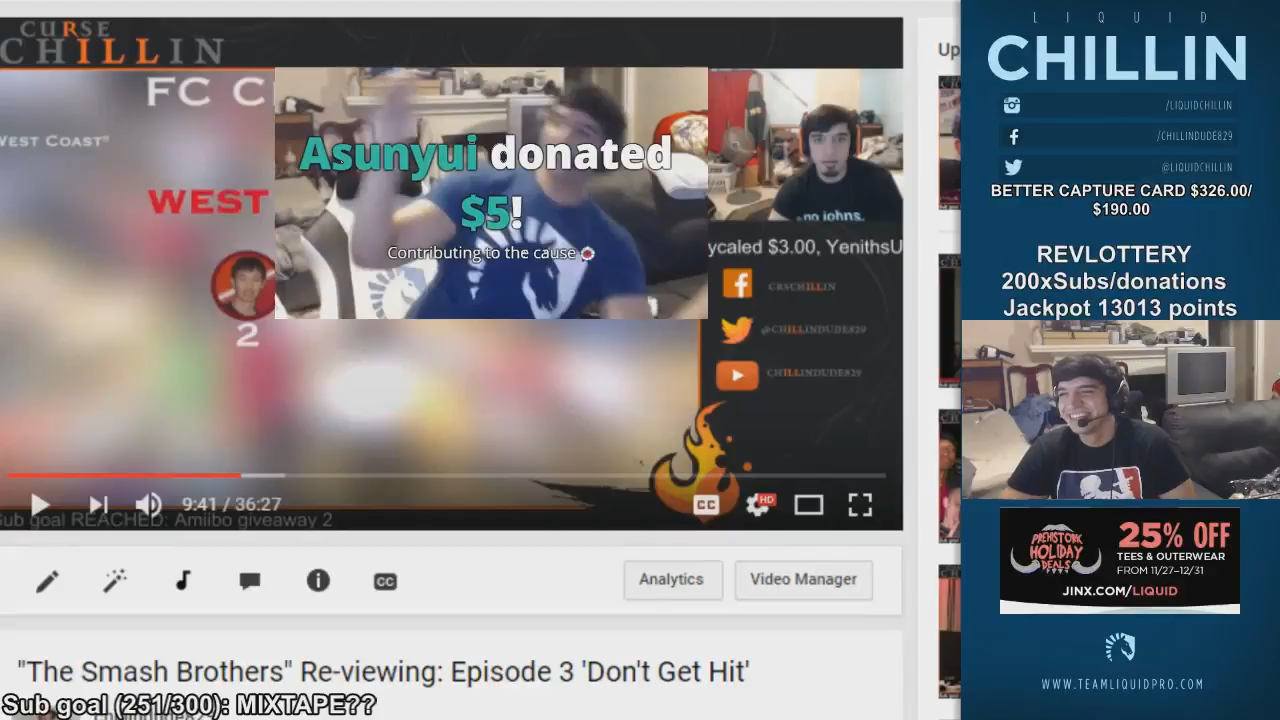 CURSE
CHILLIN
FC C
WEST COAST"
WEST
2
Asunyui donated
$5!
Contributing to the cause
no johns.
ycaled $3.00, YenithsU
CRSCHILLIN
@CHILLINDUDE829
CHILLINDUDE829
9:41 / 36:27
CC
HD
Sub goal REACHED: Amiibo giveaway 2
CC
Analytics
Video Manager
"The Smash Brothers" Re-viewing: Episode 3 'Don't Get Hit'
Sub goal (251/300): MIXTAPE??
Up
LIQUID
CHILLIN
/LIQUIDCHILLIN
/CHILLINDUDE829
@LIQUIDCHILLIN
BETTER CAPTURE CARD $326.00/
$190.00
REVLOTTERY
200xSubs/donations
Jackpot 13013 points
PREHISTORIC
HOLIDAY
DEALS
25% OFF
TEES & OUTERWEAR
FROM 11/27–12/31
JINX.COM/LIQUID
WWW.TEAMLIQUIDPRO.COM